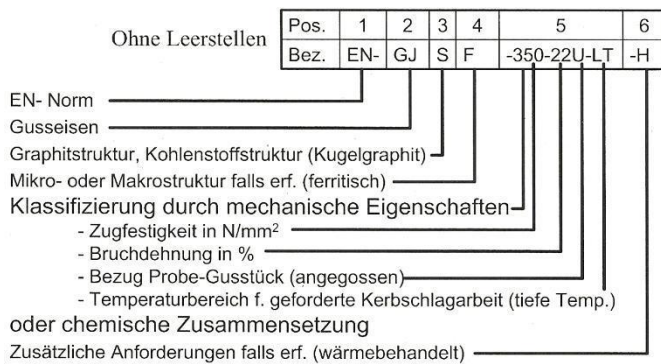 Ohne Leerstellen
Pos. 1 2 3 4 5 6
Bez. EN- GJ S F -350-22U-LT -H
EN- Norm
Gusseisen
Graphitstruktur, Kohlenstoffstruktur (Kugelgraphit)
Mikro- oder Makrostruktur falls erf. (ferritisch)
Klassifizierung durch mechanische Eigenschaften
- Zugfestigkeit in N/mm²
- Bruchdehnung in %
- Bezug Probe-Gusstück (angegossen)
- Temperaturbereich f. geforderte Kerbschlagarbeit (tiefe Temp.)
oder chemische Zusammensetzung
Zusätzliche Anforderungen falls erf. (wärmebehandelt)